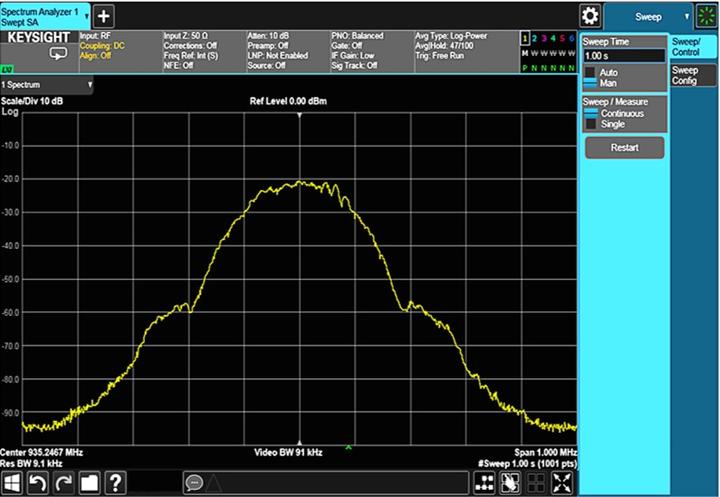 Spectrum Analyzer 1
Swept SA
+
Sweep
KEYSIGHT
LXI
Input: RF
Coupling: DC
Align: Off
Input Z: 50 Ω
Corrections: Off
Freq Ref: Int (S)
NFE: Off
Atten: 10 dB
Preamp: Off
LNP: Not Enabled
Source: Off
PNO: Balanced
Gate: Off
IF Gain: Low
Sig Track: Off
Avg Type: Log-Power
Avg|Hold: 47/100
Trig: Free Run
1 2 3 4 5 6
M W W W W W
P N N N N N
Sweep Time
1.00 s
Auto
Man
Sweep / Measure
Continuous
Single
Restart
Sweep/
Control
Sweep
Config
1 Spectrum
Scale/Div 10 dB
Ref Level 0.00 dBm
Log
-10.0
-20.0
-30.0
-40.0
-50.0
-60.0
-70.0
-80.0
-90.0
Center 935.2467 MHz
Video BW 91 kHz
Span 1.000 MHz
Res BW 9.1 kHz
#Sweep 1.00 s (1001 pts)
?